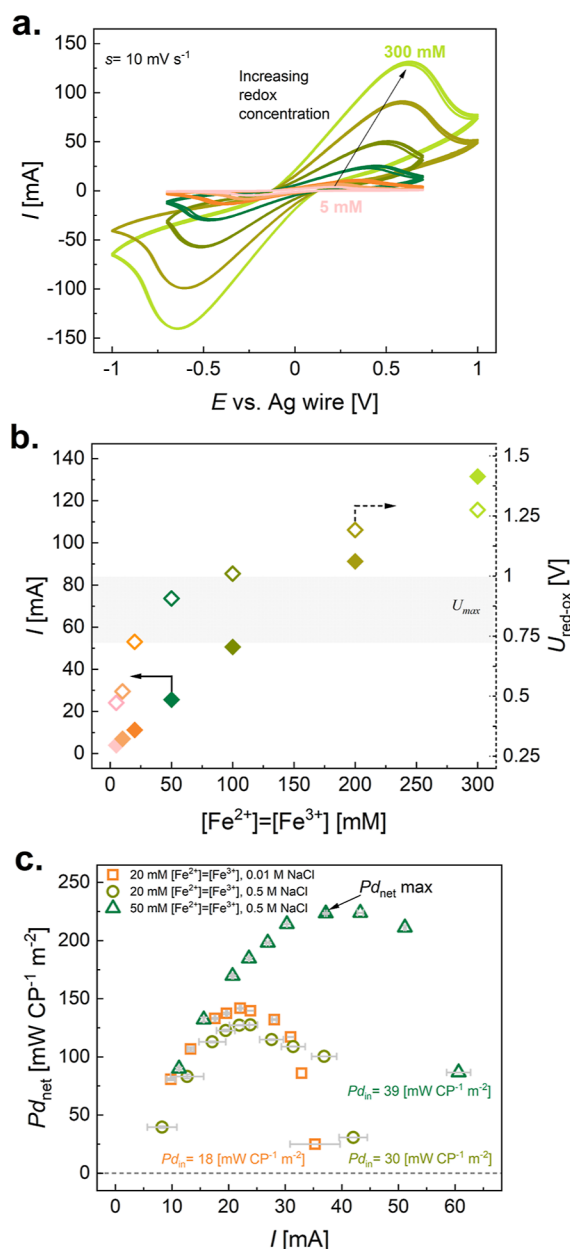 a.
s= 10 mV s⁻¹
300 mM
Increasing
redox
concentration
5 mM
150
100
50
0
-50
-100
-150
I [mA]
-1
-0.5
0
0.5
1
E vs. Ag wire [V]
b.
140
120
100
80
60
40
20
0
I [mA]
1.5
1.25
1
0.75
0.5
0.25
U_red-ox [V]
U_max
0
50
100
150
200
250
300
[Fe²⁺]=[Fe³⁺] [mM]
c.
20 mM [Fe²⁺]=[Fe³⁺], 0.01 M NaCl
20 mM [Fe²⁺]=[Fe³⁺], 0.5 M NaCl
50 mM [Fe²⁺]=[Fe³⁺], 0.5 M NaCl
Pd_net max
250
200
150
100
50
0
Pd_net [mW CP⁻¹ m⁻²]
Pd_in= 39 [mW CP⁻¹ m⁻²]
Pd_in= 18 [mW CP⁻¹ m⁻²]
Pd_in= 30 [mW CP⁻¹ m⁻²]
0
10
20
30
40
50
60
I [mA]